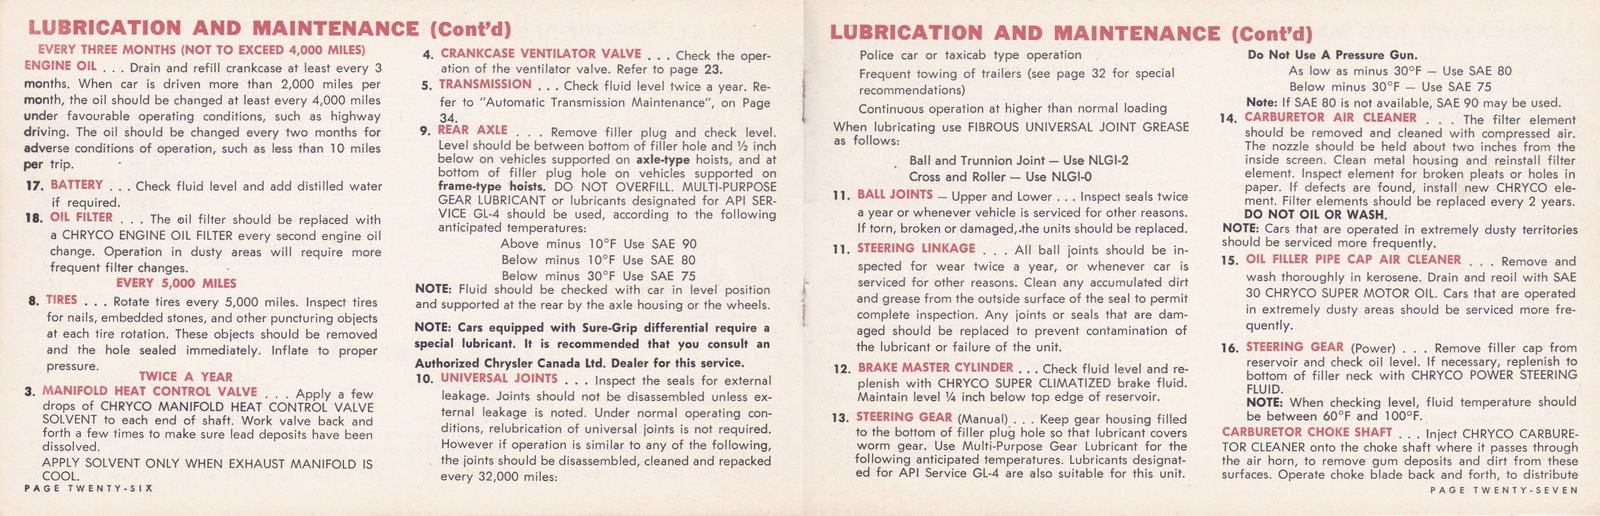 LUBRICATION AND MAINTENANCE (Cont'd)
EVERY THREE MONTHS (NOT TO EXCEED 4,000 MILES)
ENGINE OIL . . . Drain and refill crankcase at least every 3
months. When car is driven more than 2,000 miles per
month, the oil should be changed at least every 4,000 miles
under favourable operating conditions, such as highway
driving. The oil should be changed every two months for
adverse conditions of operation, such as less than 10 miles
per trip.
17. BATTERY . . . Check fluid level and add distilled water
if required.
18. OIL FILTER . . . The oil filter should be replaced with
a CHRYCO ENGINE OIL FILTER every second engine oil
change. Operation in dusty areas will require more
frequent filter changes.
EVERY 5,000 MILES
8. TIRES . . . Rotate tires every 5,000 miles. Inspect tires
for nails, embedded stones, and other puncturing objects
at each tire rotation. These objects should be removed
and the hole sealed immediately. Inflate to proper
pressure.
TWICE A YEAR
3. MANIFOLD HEAT CONTROL VALVE . . . Apply a few
drops of CHRYCO MANIFOLD HEAT CONTROL VALVE
SOLVENT to each end of shaft. Work valve back and
forth a few times to make sure lead deposits have been
dissolved.
APPLY SOLVENT ONLY WHEN EXHAUST MANIFOLD IS
COOL.
PAGE TWENTY-SIX
4. CRANKCASE VENTILATOR VALVE . . . Check the oper-
ation of the ventilator valve. Refer to page 23.
5. TRANSMISSION . . . Check fluid level twice a year. Re-
fer to "Automatic Transmission Maintenance", on Page
34.
9. REAR AXLE . . . Remove filler plug and check level.
Level should be between bottom of filler hole and ½ inch
below on vehicles supported on axle-type hoists, and at
bottom of filler plug hole on vehicles supported on
frame-type hoists. DO NOT OVERFILL. MULTI-PURPOSE
GEAR LUBRICANT or lubricants designated for API SER-
VICE GL-4 should be used, according to the following
anticipated temperatures:
Above minus 10°F Use SAE 90
Below minus 10°F Use SAE 80
Below minus 30°F Use SAE 75
NOTE: Fluid should be checked with car in level position
and supported at the rear by the axle housing or the wheels.
NOTE: Cars equipped with Sure-Grip differential require a
special lubricant. It is recommended that you consult an
Authorized Chrysler Canada Ltd. Dealer for this service.
10. UNIVERSAL JOINTS . . . Inspect the seals for external
leakage. Joints should not be disassembled unless ex-
ternal leakage is noted. Under normal operating con-
ditions, relubrication of universal joints is not required.
However if operation is similar to any of the following,
the joints should be disassembled, cleaned and repacked
every 32,000 miles:
LUBRICATION AND MAINTENANCE (Cont'd)
Police car or taxicab type operation
Frequent towing of trailers (see page 32 for special
recommendations)
Continuous operation at higher than normal loading
When lubricating use FIBROUS UNIVERSAL JOINT GREASE
as follows:
Ball and Trunnion Joint — Use NLGI-2
Cross and Roller — Use NLGI-0
11. BALL JOINTS — Upper and Lower . . . Inspect seals twice
a year or whenever vehicle is serviced for other reasons.
If torn, broken or damaged, the units should be replaced.
11. STEERING LINKAGE . . . All ball joints should be in-
spected for wear twice a year, or whenever car is
serviced for other reasons. Clean any accumulated dirt
and grease from the outside surface of the seal to permit
complete inspection. Any joints or seals that are dam-
aged should be replaced to prevent contamination of
the lubricant or failure of the unit.
12. BRAKE MASTER CYLINDER . . . Check fluid level and re-
plenish with CHRYCO SUPER CLIMATIZED brake fluid.
Maintain level ¼ inch below top edge of reservoir.
13. STEERING GEAR (Manual) . . . Keep gear housing filled
to the bottom of filler plug hole so that lubricant covers
worm gear. Use Multi-Purpose Gear Lubricant for the
following anticipated temperatures. Lubricants designat-
ed for API Service GL-4 are also suitable for this unit.
Do Not Use A Pressure Gun.
As low as minus 30°F — Use SAE 80
Below minus 30°F — Use SAE 75
Note: If SAE 80 is not available, SAE 90 may be used.
14. CARBURETOR AIR CLEANER . . . The filter element
should be removed and cleaned with compressed air.
The nozzle should be held about two inches from the
inside screen. Clean metal housing and reinstall filter
element. Inspect element for broken pleats or holes in
paper. If defects are found, install new CHRYCO ele-
ment. Filter elements should be replaced every 2 years.
DO NOT OIL OR WASH.
NOTE: Cars that are operated in extremely dusty territories
should be serviced more frequently.
15. OIL FILLER PIPE CAP AIR CLEANER . . . Remove and
wash thoroughly in kerosene. Drain and reoil with SAE
30 CHRYCO SUPER MOTOR OIL. Cars that are operated
in extremely dusty areas should be serviced more fre-
quently.
16. STEERING GEAR (Power) . . . Remove filler cap from
reservoir and check oil level. If necessary, replenish to
bottom of filler neck with CHRYCO POWER STEERING
FLUID.
NOTE: When checking level, fluid temperature should
be between 60°F and 100°F.
CARBURETOR CHOKE SHAFT . . . Inject CHRYCO CARBURE-
TOR CLEANER onto the choke shaft where it passes through
the air horn, to remove gum deposits and dirt from these
surfaces. Operate choke blade back and forth, to distribute
PAGE TWENTY-SEVEN